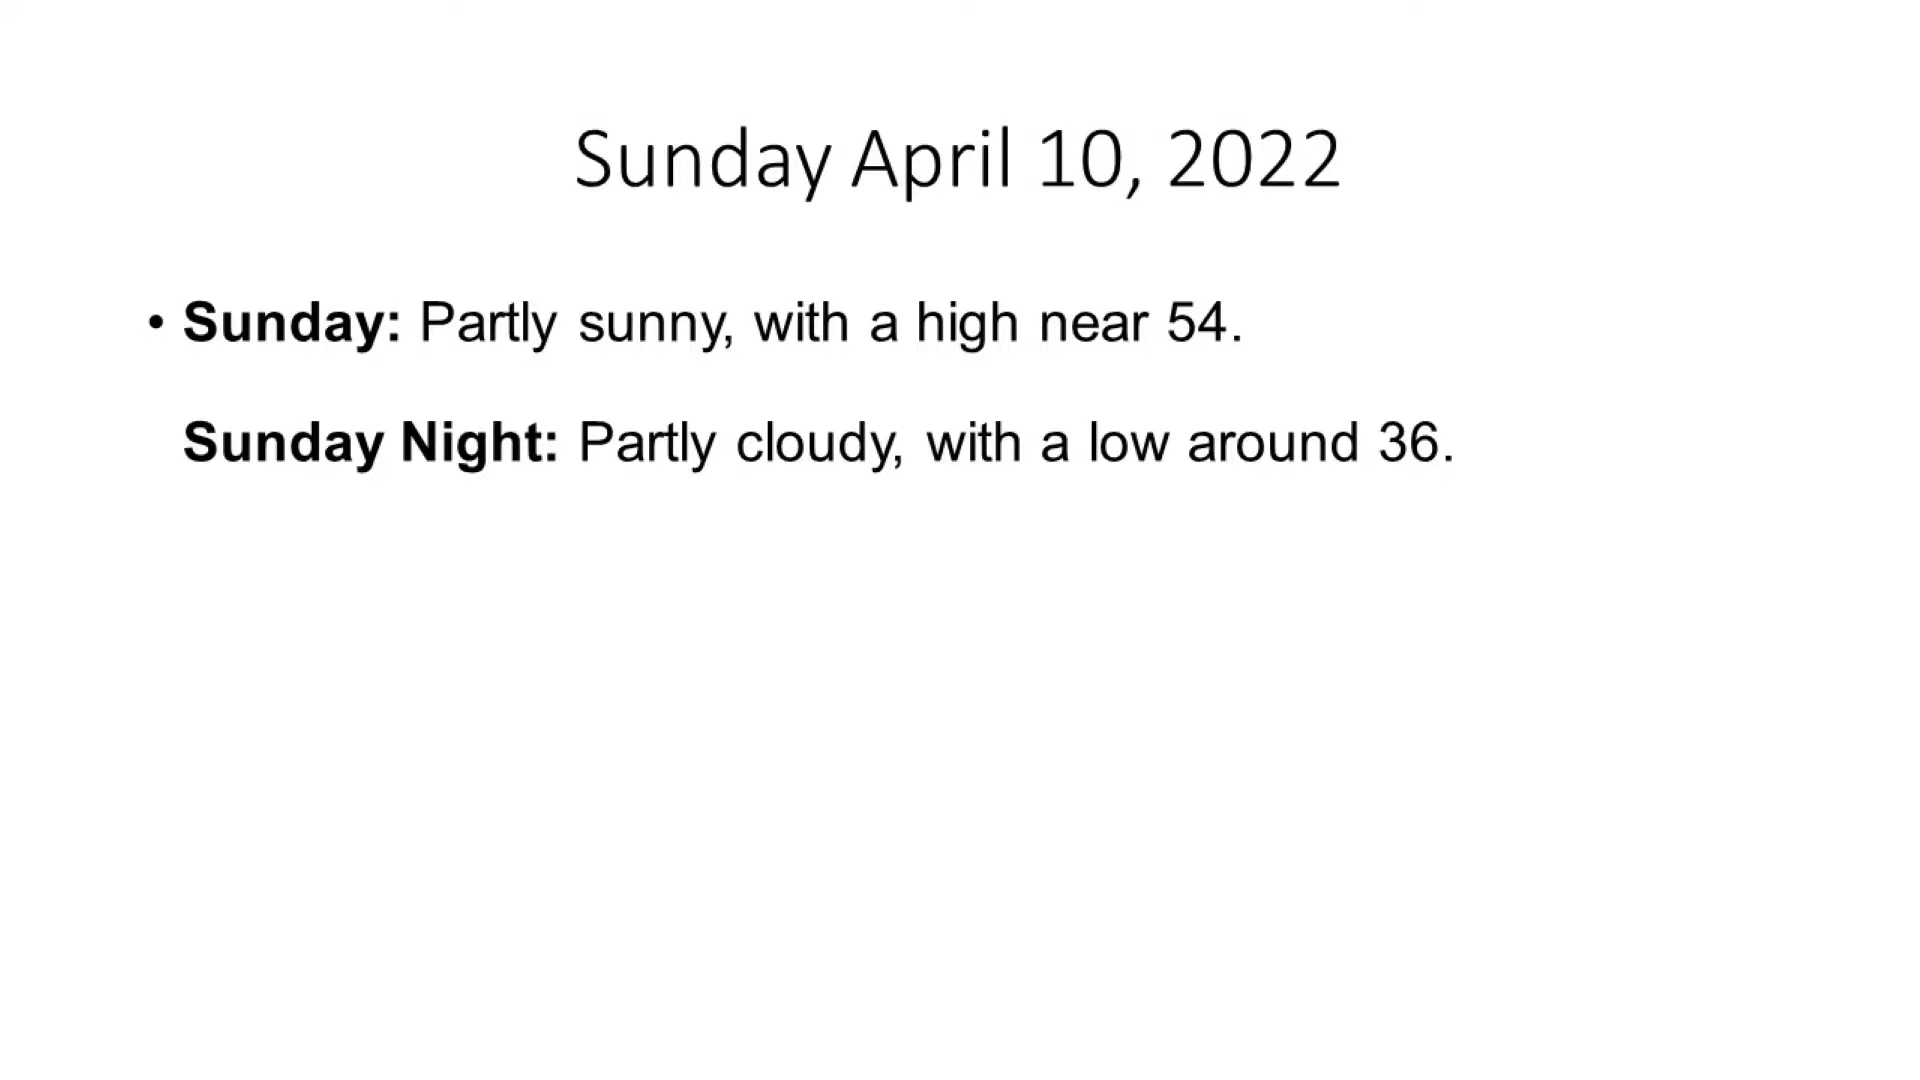 Sunday April 10, 2022
• Sunday: Partly sunny, with a high near 54.
Sunday Night: Partly cloudy, with a low around 36.